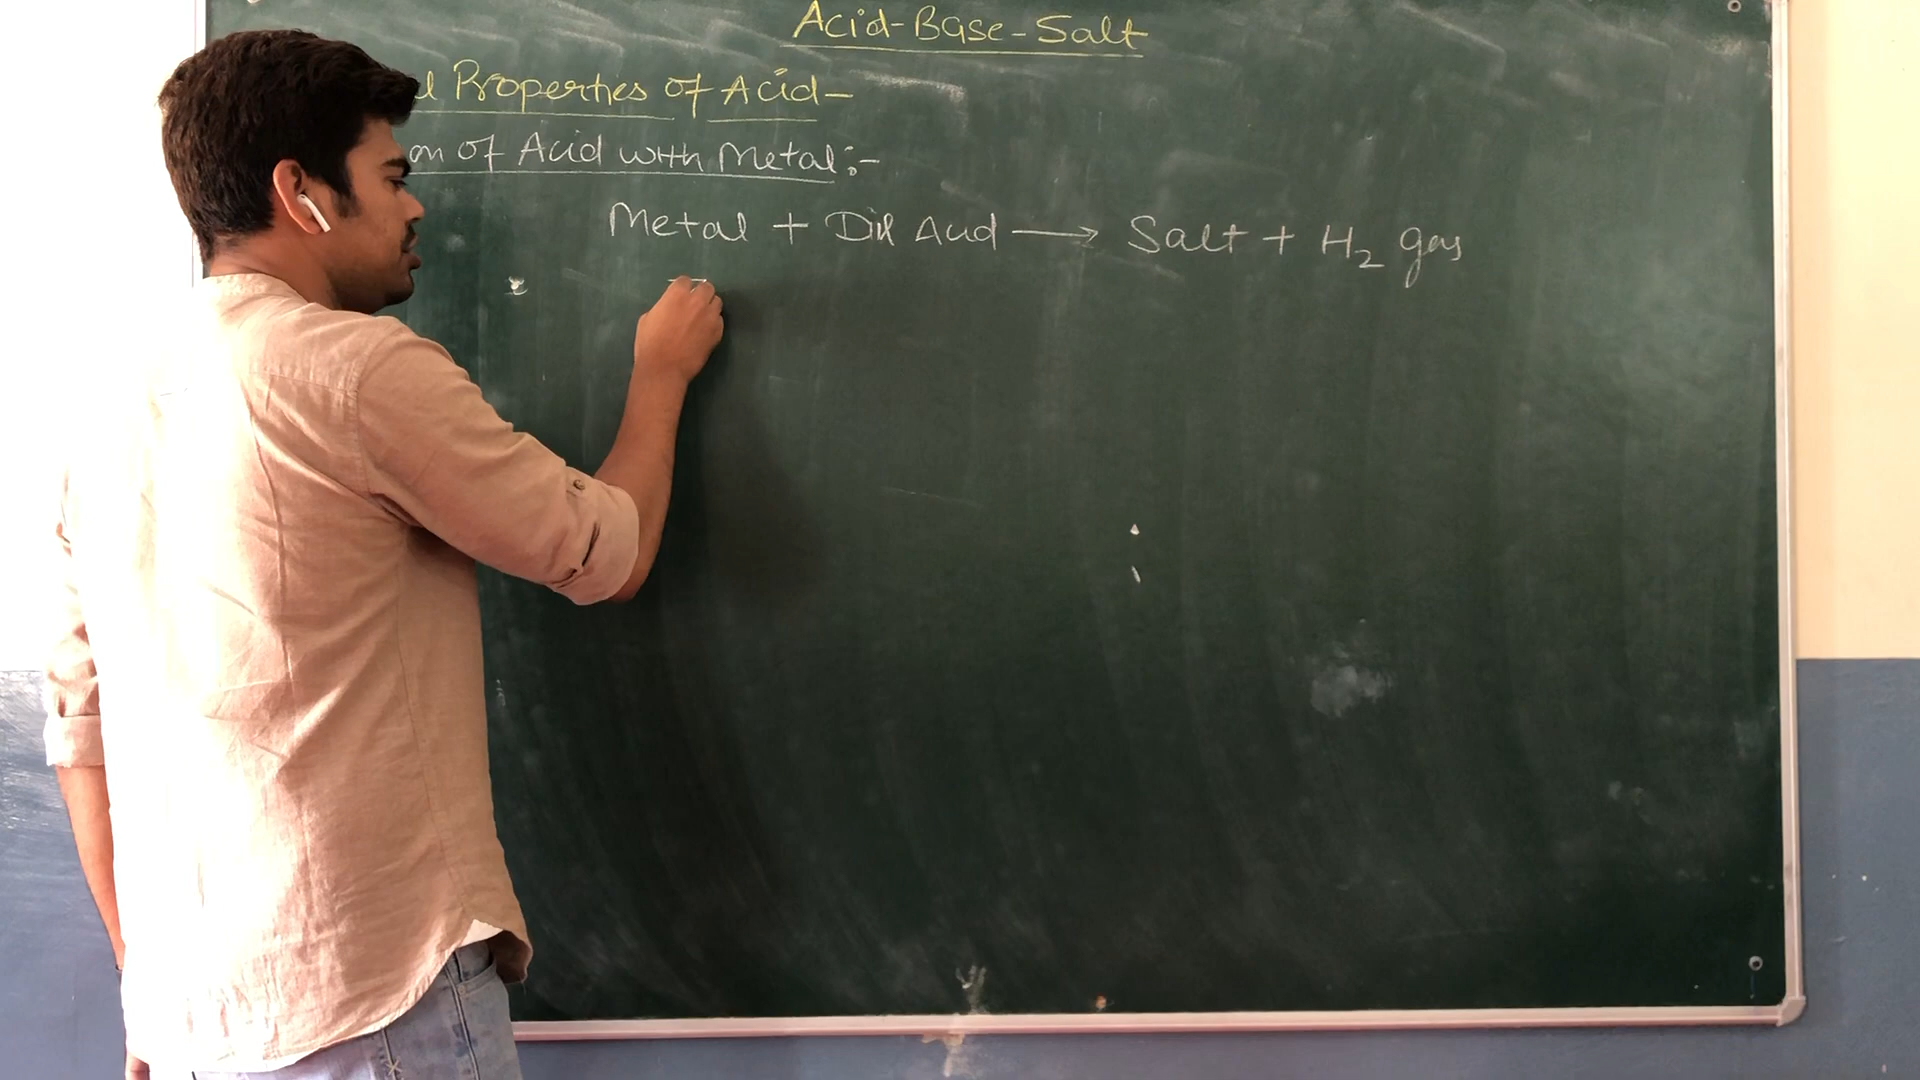 Acid-Base-Salt
l Properties of Acid-
on of Acid with Metal:-
Metal + Dil Acid → Salt + H₂ gas